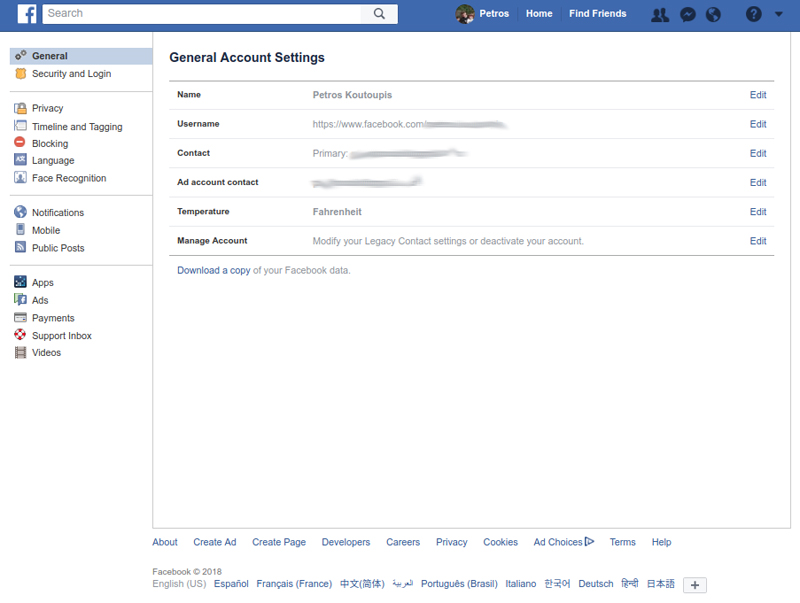 Search
Petros Home Find Friends
General
Security and Login
Privacy
Timeline and Tagging
Blocking
Language
Face Recognition
Notifications
Mobile
Public Posts
Apps
Ads
Payments
Support Inbox
Videos
General Account Settings
Name Petros Koutoupis Edit
Username https://www.facebook.com/ Edit
Contact Primary: Edit
Ad account contact Edit
Temperature Fahrenheit Edit
Manage Account Modify your Legacy Contact settings or deactivate your account. Edit
Download a copy of your Facebook data.
About Create Ad Create Page Developers Careers Privacy Cookies Ad Choices Terms Help
Facebook © 2018
English (US) Español Français (France) 中文(简体) العربية Português (Brasil) Italiano 한국어 Deutsch हिन्दी 日本語